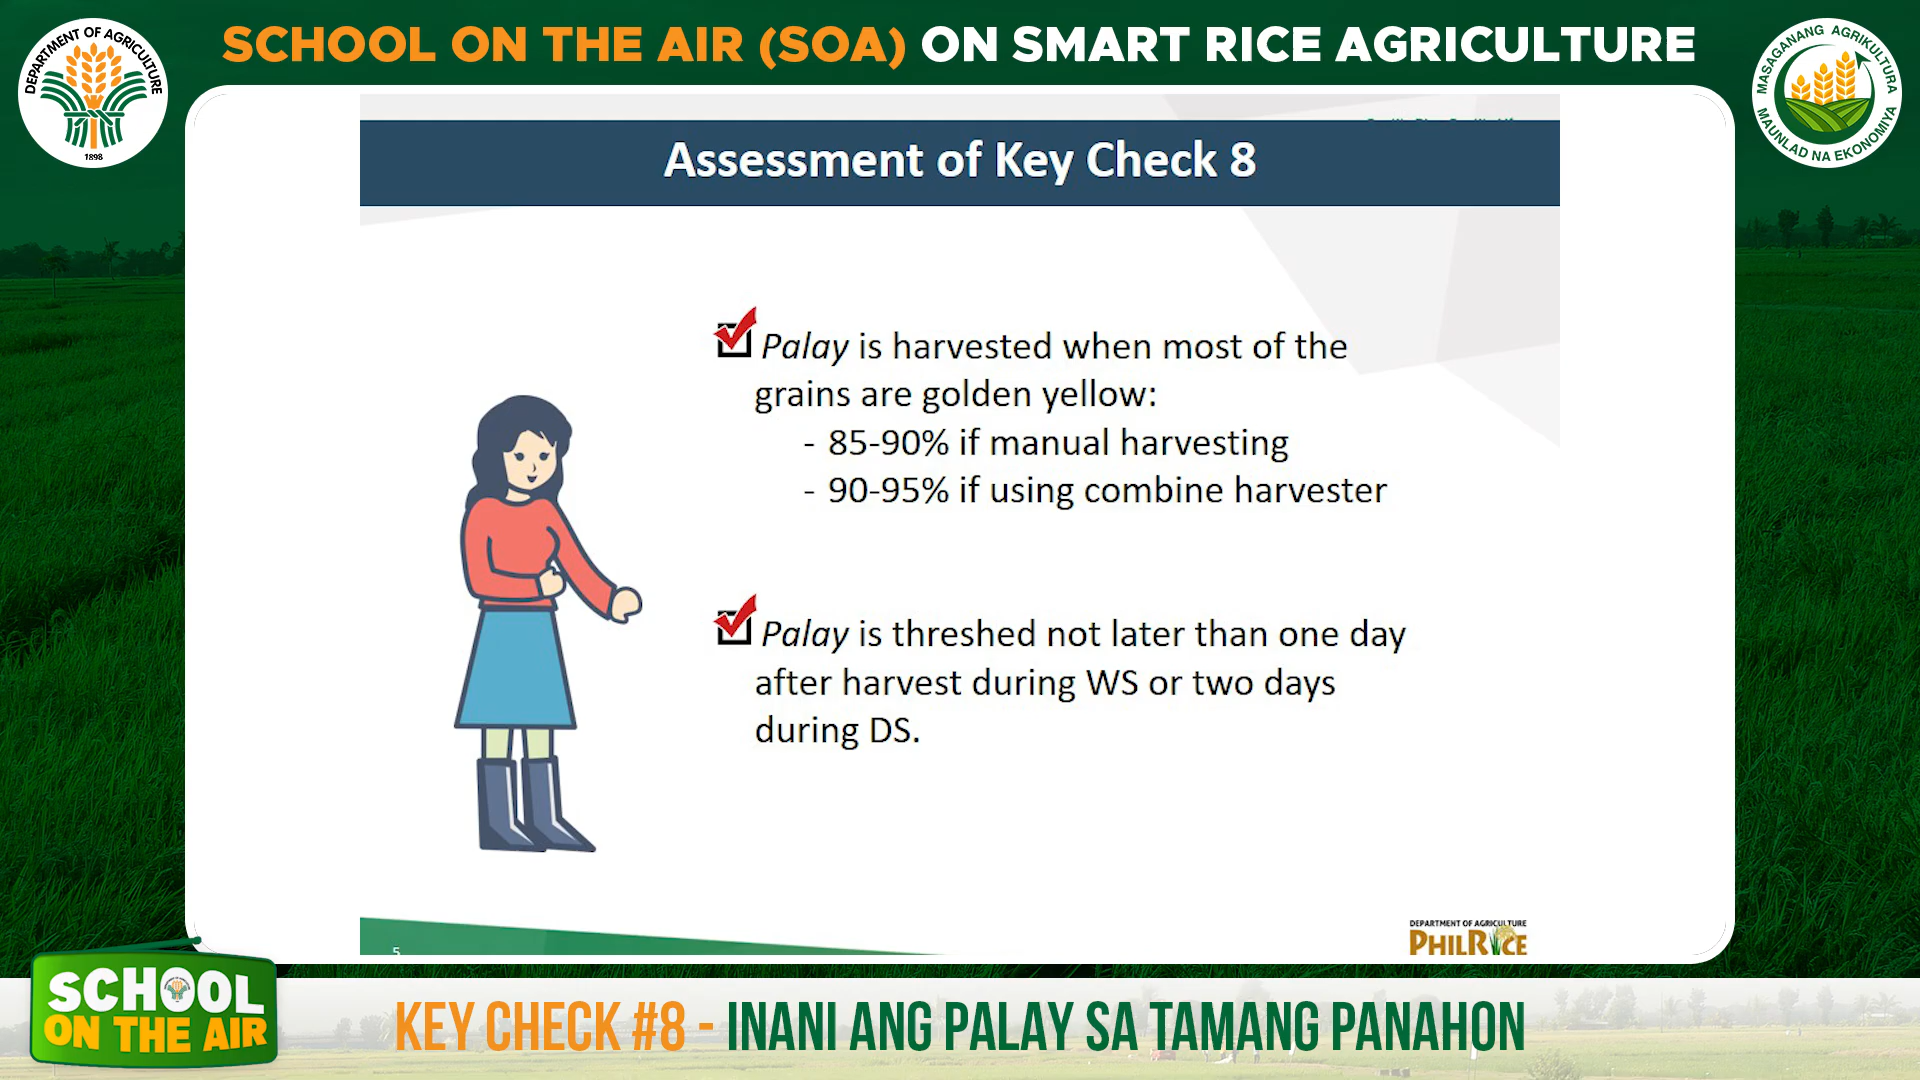 SCHOOL ON THE AIR (SOA) ON SMART RICE AGRICULTURE
DEPARTMENT OF AGRICULTURE
1898
MASAGANANG AGRIKULTURA
MAUNLAD NA EKONOMIYA
Assessment of Key Check 8
Palay is harvested when most of the
grains are golden yellow:
- 85-90% if manual harvesting
- 90-95% if using combine harvester
Palay is threshed not later than one day
after harvest during WS or two days
during DS.
5
DEPARTMENT OF AGRICULTURE
PHILRICE
SCHOOL
ON THE AIR
KEY CHECK #8 - INANI ANG PALAY SA TAMANG PANAHON